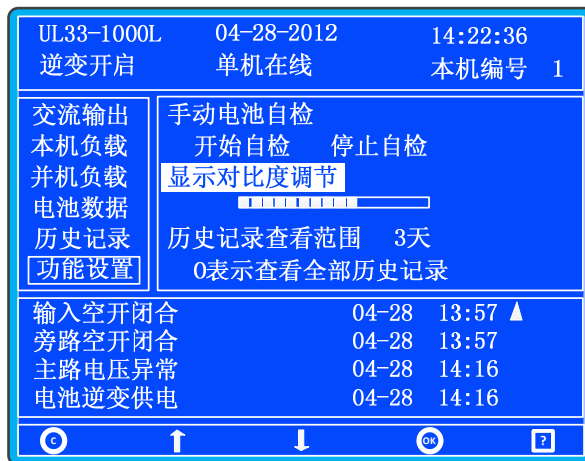 UL33-1000L 04-28-2012 14:22:36
逆变开启 单机在线 本机编号 1
交流输出
本机负载
并机负载
电池数据
历史记录
功能设置
手动电池自检
开始自检 停止自检
显示对比度调节
历史记录查看范围 3天
0表示查看全部历史记录
输入空开闭合 04-28 13:57
旁路空开闭合 04-28 13:57
主路电压异常 04-28 14:16
电池逆变供电 04-28 14:16
C OK ?